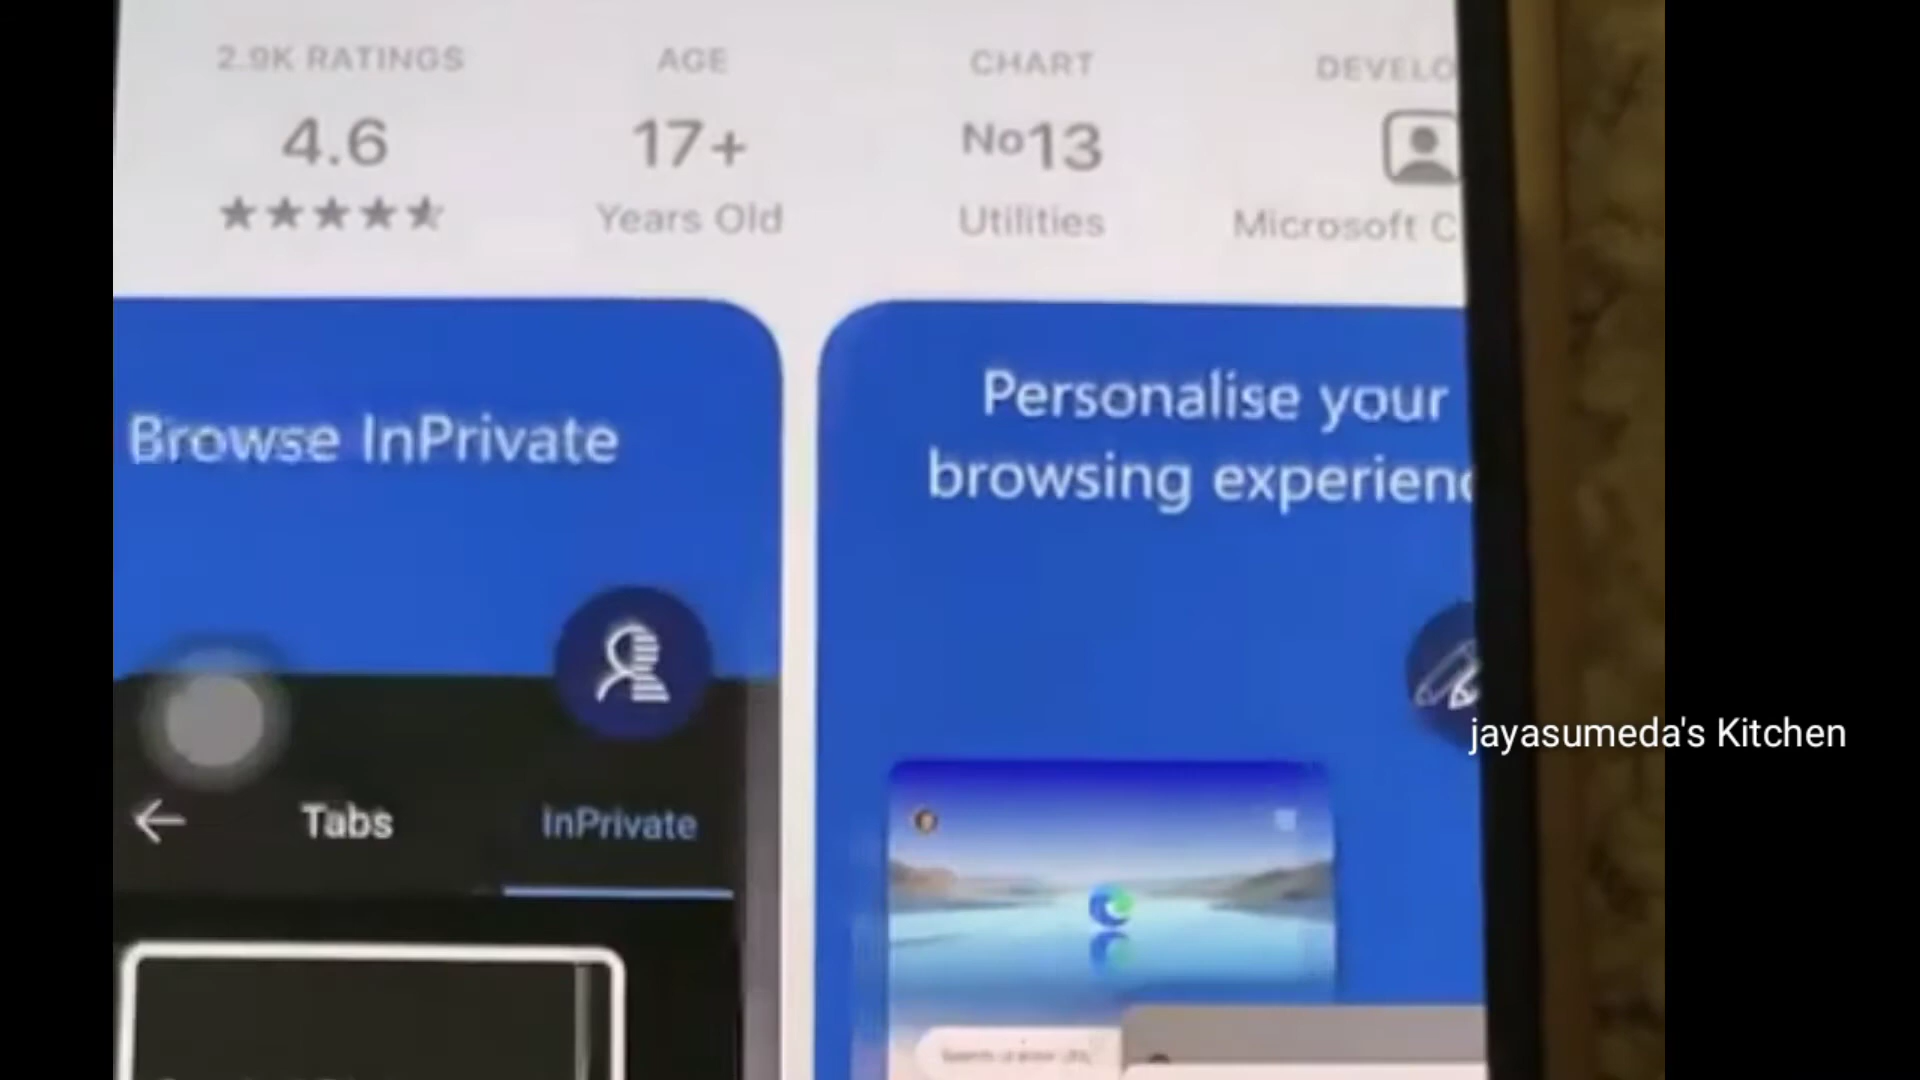 2.9K RATINGS
4.6
AGE
17+
Years Old
CHART
No13
Utilities
DEVELO
Microsoft C
Browse InPrivate
Tabs
InPrivate
Personalise your
browsing experienc
jayasumeda's Kitchen